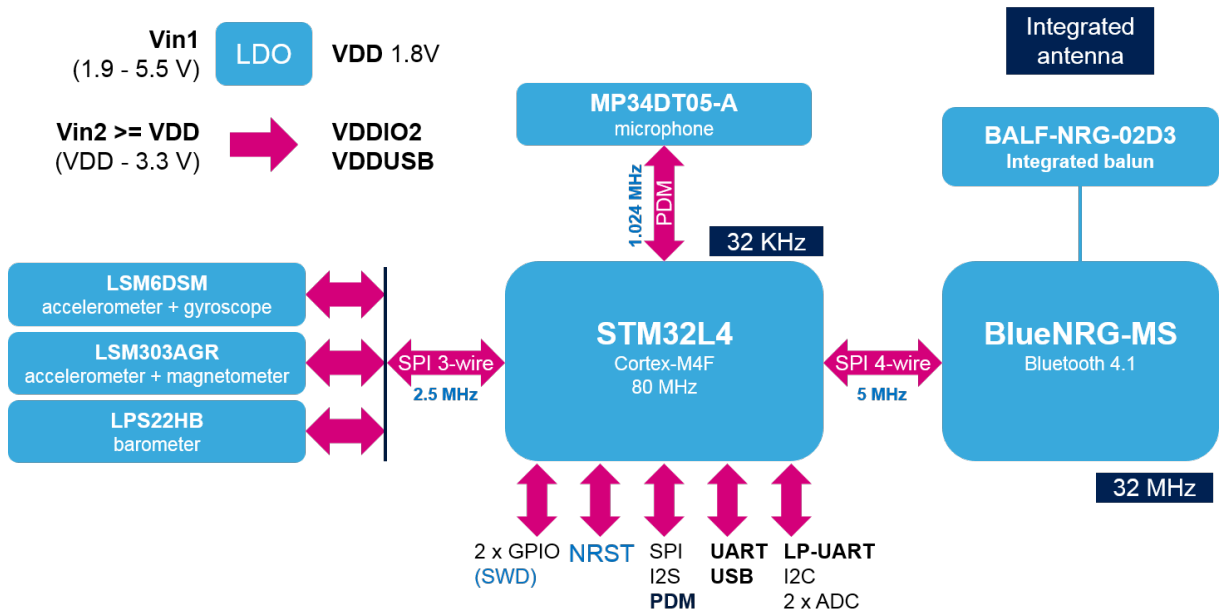 Vin1
(1.9 - 5.5 V)
LDO
VDD 1.8V
Vin2 >= VDD
(VDD - 3.3 V)
VDDIO2
VDDUSB
MP34DT05-A
microphone
Integrated
antenna
BALF-NRG-02D3
Integrated balun
1.024 MHz
PDM
32 KHz
LSM6DSM
accelerometer + gyroscope
LSM303AGR
accelerometer + magnetometer
LPS22HB
barometer
SPI 3-wire
2.5 MHz
STM32L4
Cortex-M4F
80 MHz
SPI 4-wire
5 MHz
BlueNRG-MS
Bluetooth 4.1
32 MHz
2 x GPIO
(SWD)
NRST
SPI
I2S
PDM
UART
USB
LP-UART
I2C
2 x ADC